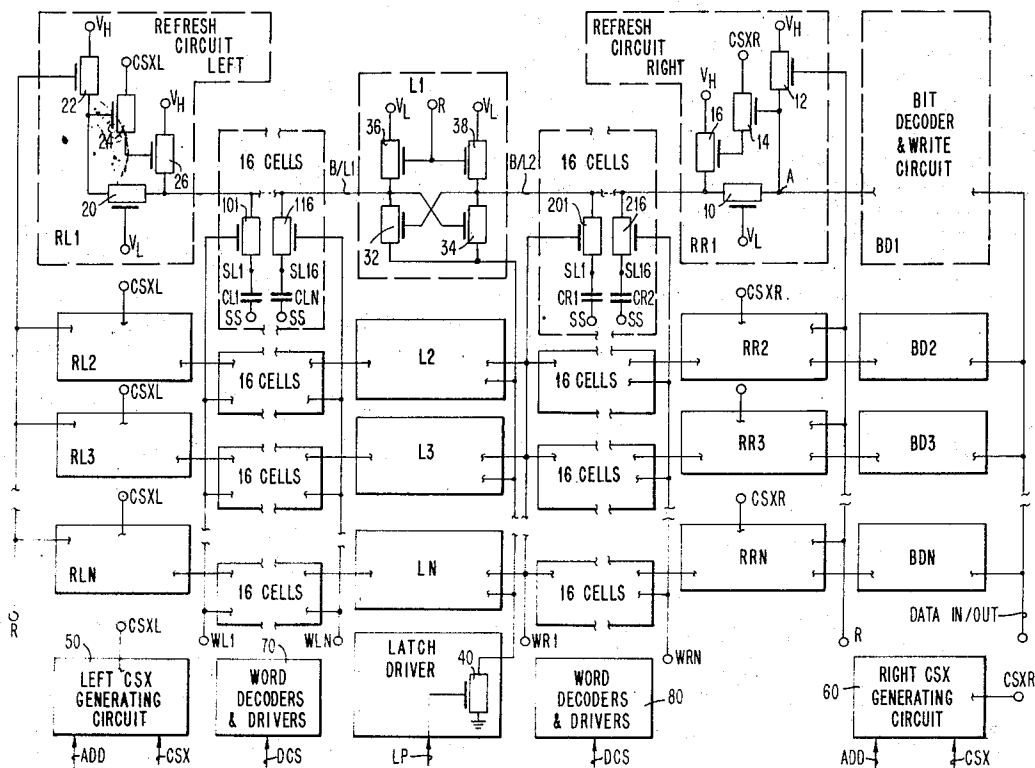 VH
REFRESH
CIRCUIT
LEFT
CSXL
22
VH
24
26
20
RL1
VL
16 CELLS
101
116
SL1
SL16
CL1
CLN
SS
SS
B/L1
L1
VL
R
VL
36
38
32
34
B/L2
16 CELLS
201
216
SL1
SL16
CR1
CR2
SS
SS
REFRESH
CIRCUIT
RIGHT
VH
CSXR
VH
12
16
14
A
10
RR1
VL
BIT
DECODER
& WRITE
CIRCUIT
BD1
CSXL
RL2
16 CELLS
L2
16 CELLS
CSXR
RR2
BD2
CSXL
RL3
16 CELLS
L3
16 CELLS
RR3
BD3
CSXL
RLN
16 CELLS
LN
16 CELLS
CSXR
RRN
BDN
DATA IN/OUT
R
CSXL
WL1
WLN
WR1
WRN
R
50
LEFT CSX
GENERATING
CIRCUIT
ADD
CSX
70
WORD
DECODERS
& DRIVERS
DCS
LATCH
DRIVER
40
LP
WORD
DECODERS
& DRIVERS
80
DCS
60
RIGHT CSX
GENERATING
CIRCUIT
CSXR
ADD
CSX